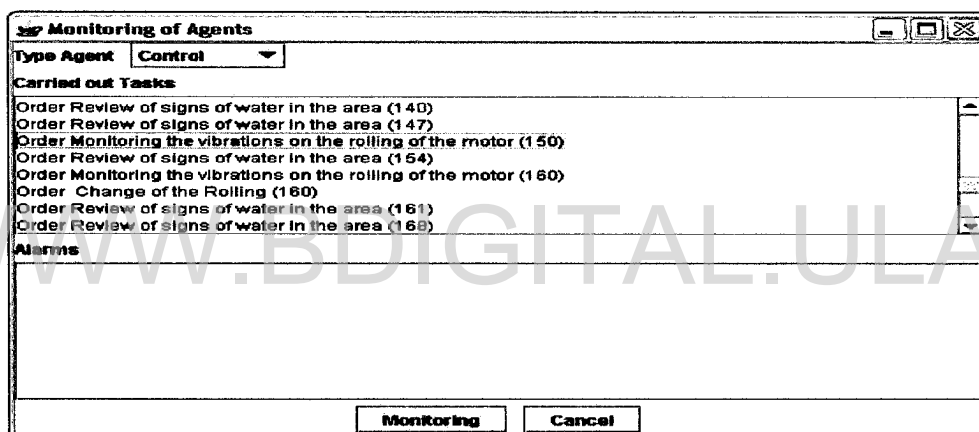 Monitoring of Agents
Type Agent Control
Carried out Tasks
Order Review of signs of water in the area (140)
Order Review of signs of water in the area (147)
Order Monitoring the vibrations on the rolling of the motor (150)
Order Review of signs of water in the area (154)
Order Monitoring the vibrations on the rolling of the motor (160)
Order Change of the Rolling (160)
Order Review of signs of water in the area (161)
Order Review of signs of water in the area (168)
WWW.BDIGITAL.ULA
Alarms
Monitoring Cancel